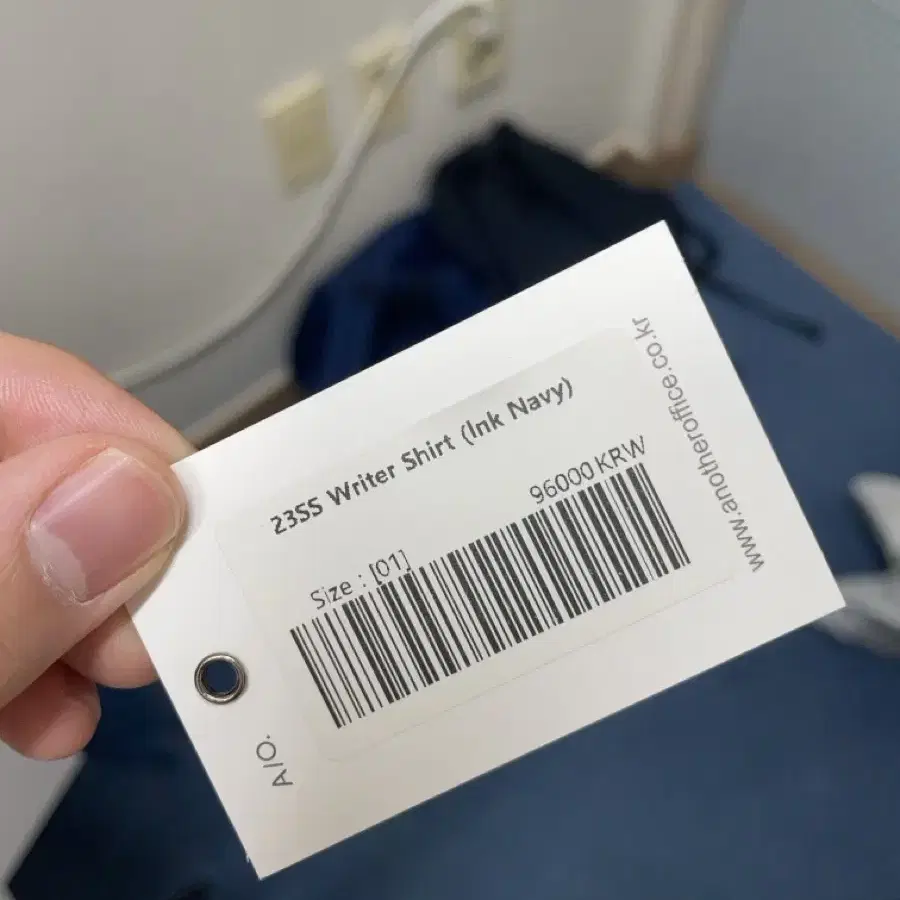 23SS Writer Shirt (Ink Navy)
96000 KRW
Size : [01]
www.anotheroffice.co.kr
A/O.